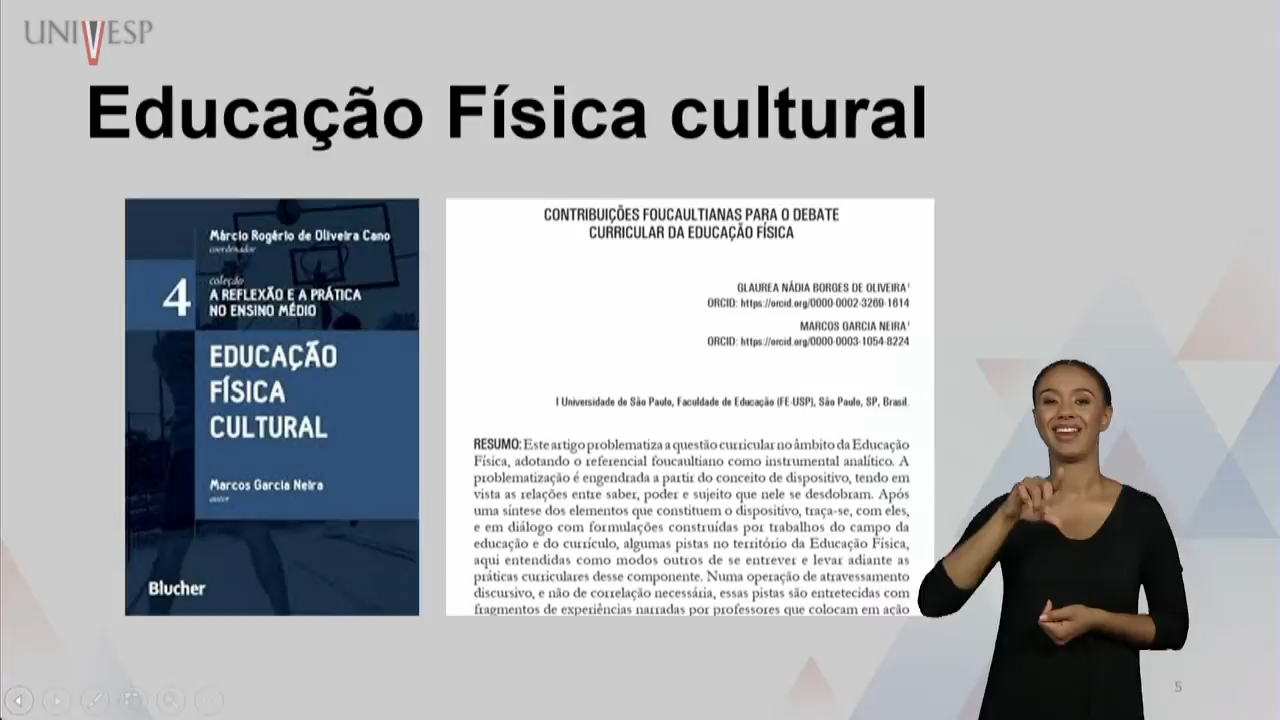 UNIVESP
Educação Física cultural
Márcio Rogério de Oliveira Cano
coordenador
4
coleção
A REFLEXÃO E A PRÁTICA
NO ENSINO MÉDIO
EDUCAÇÃO
FÍSICA
CULTURAL
Marcos Garcia Neira
autor
Blucher
CONTRIBUIÇÕES FOUCAULTIANAS PARA O DEBATE
CURRICULAR DA EDUCAÇÃO FÍSICA
GLAUREA NÁDIA BORGES DE OLIVEIRA¹
ORCID: https://orcid.org/0000-0002-3269-1614
MARCOS GARCIA NEIRA¹
ORCID: https://orcid.org/0000-0003-1054-8224
I Universidade de São Paulo, Faculdade de Educação (FE-USP), São Paulo, SP, Brasil.
RESUMO: Este artigo problematiza a questão curricular no âmbito da Educação
Física, adotando o referencial foucaultiano como instrumental analítico. A
problematização é engendrada a partir do conceito de dispositivo, tendo em
vista as relações entre saber, poder e sujeito que nele se desdobram. Após
uma síntese dos elementos que constituem o dispositivo, traça-se, com eles,
e em diálogo com formulações construídas por trabalhos do campo da
educação e do currículo, algumas pistas no território da Educação Física,
aqui entendidas como modos outros de se entrever e levar adiante as
práticas curriculares desse componente. Numa operação de atravessamento
discursivo, e não de correlação necessária, essas pistas são entretecidas com
fragmentos de experiências narradas por professores que colocam em ação
5